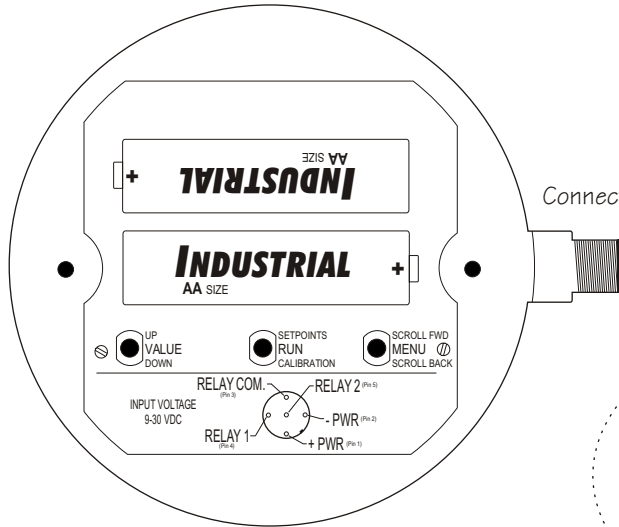 AA SIZE
INDUSTRIAL
+
INDUSTRIAL
+
AA SIZE
Connec
UP
VALUE
DOWN
SETPOINTS
RUN
CALIBRATION
SCROLL FWD
MENU
SCROLL BACK
RELAY COM.
(Pin 3)
RELAY 2 (Pin 5)
INPUT VOLTAGE
9-30 VDC
- PWR (Pin 2)
RELAY 1
(Pin 4)
+ PWR (Pin 1)